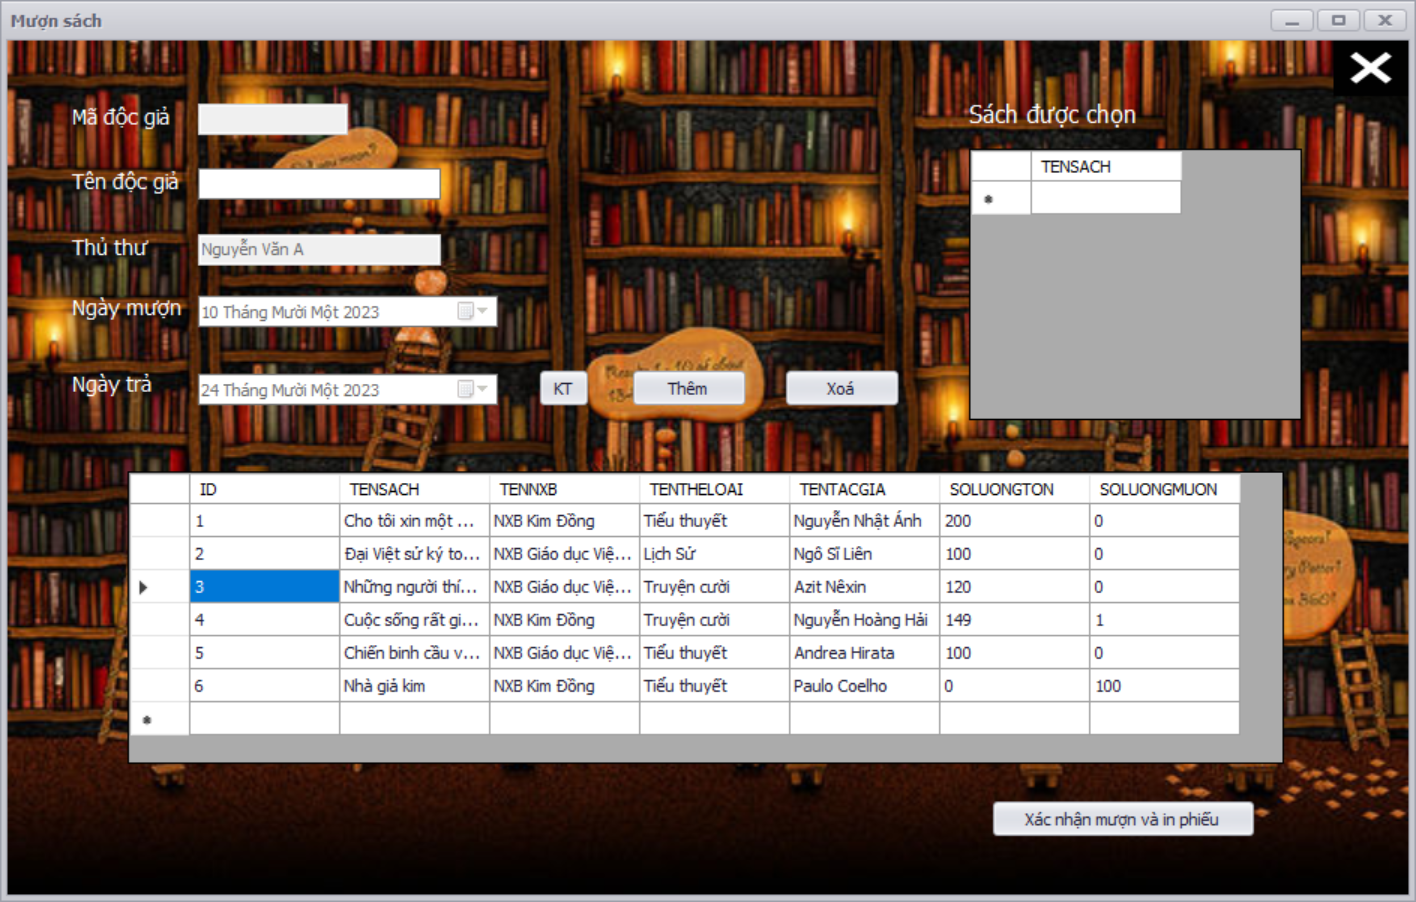 Mượn sách
Mã độc giả
Sách được chọn
TENSACH
Tên độc giả
Thủ thư
Nguyễn Văn A
Ngày mượn
10 Tháng Mười Một 2023
Ngày trả
24 Tháng Mười Một 2023
KT
Thêm
Xoá
ID TENSACH TENNXB TENTHELOAI TENTACGIA SOLUONGTON SOLUONGMUON
1 Cho tôi xin một ... NXB Kim Đồng Tiểu thuyết Nguyễn Nhật Ánh 200 0
2 Đại Việt sử ký to... NXB Giáo dục Việ... Lịch Sử Ngô Sĩ Liên 100 0
3 Những người thí... NXB Giáo dục Việ... Truyện cười Azit Nêxin 120 0
4 Cuộc sống rất gi... NXB Kim Đồng Truyện cười Nguyễn Hoàng Hải 149 1
5 Chiến binh cầu v... NXB Giáo dục Việ... Tiểu thuyết Andrea Hirata 100 0
6 Nhà giả kim NXB Kim Đồng Tiểu thuyết Paulo Coelho 0 100
Xác nhận mượn và in phiếu